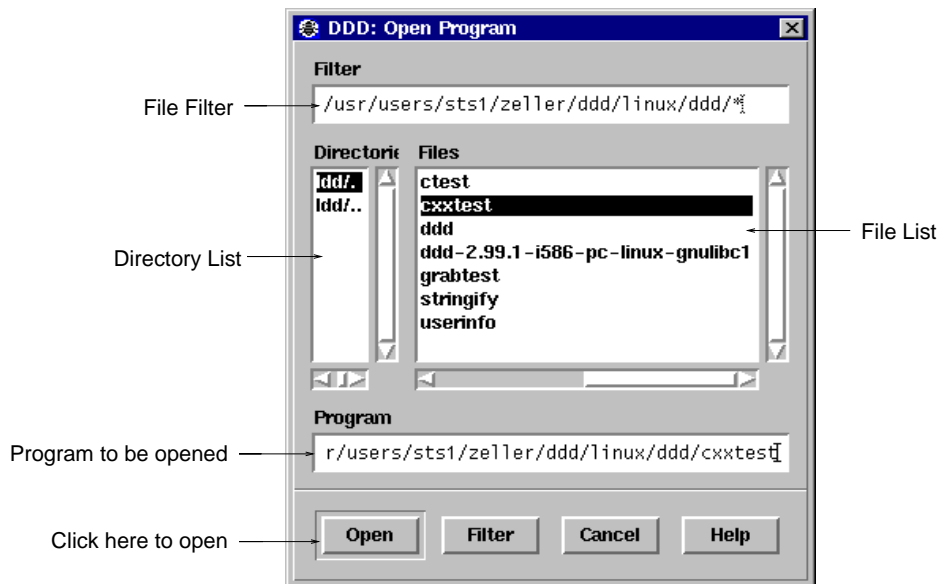 DDD: Open Program
Filter
File Filter
/usr/users/sts1/zeller/ddd/linux/ddd/*
Directorie
Files
ldd/.
ldd/..
ctest
cxxtest
ddd
ddd-2.99.1-i586-pc-linux-gnulibc1
grabtest
stringify
userinfo
File List
Directory List
Program
Program to be opened
r/users/sts1/zeller/ddd/linux/ddd/cxxtest
Click here to open
Open
Filter
Cancel
Help